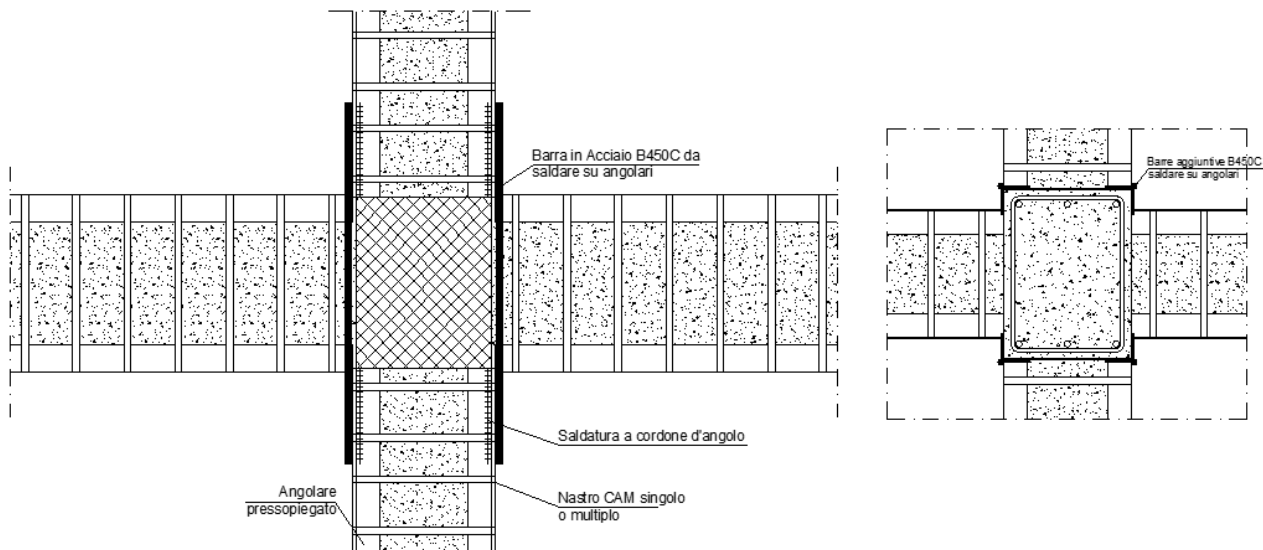 Barra in Acciaio B450C da
saldare su angolari
Barre aggiuntive B450C
saldare su angolari
Saldatura a cordone d'angolo
Angolare
pressopiegato
Nastro CAM singolo
o multiplo